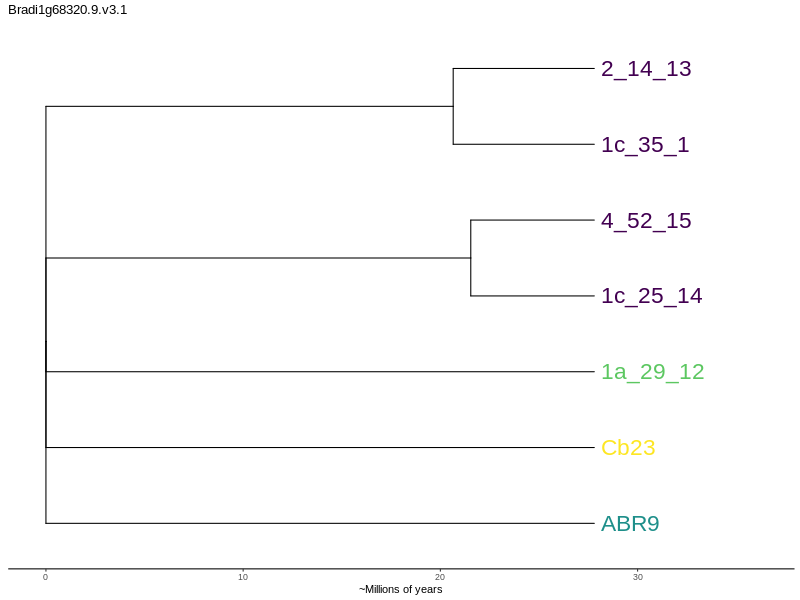 Bradi1g68320.9.v3.1
2_14_13
1c_35_1
4_52_15
1c_25_14
1a_29_12
Cb23
ABR9
0 10 20 30
~Millions of years